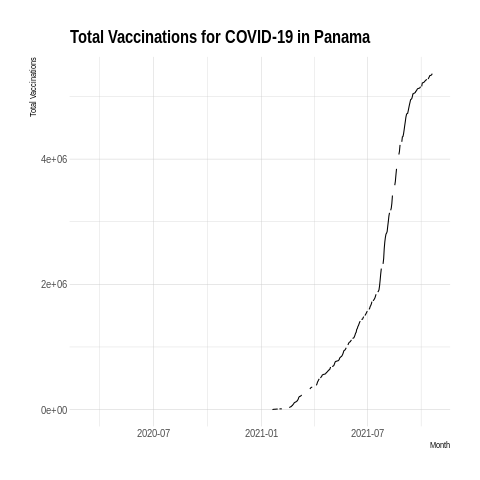 Total Vaccinations for COVID-19 in Panama
Total Vaccinations
4e+06
2e+06
0e+00
2020-07 2021-01 2021-07
Month